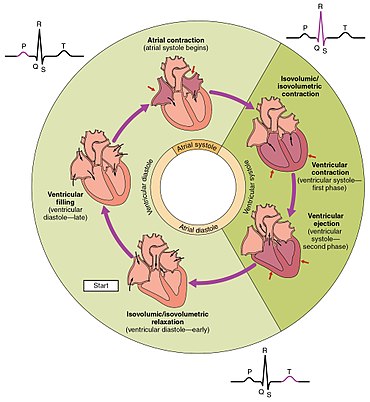 R
P
T
Q
S
R
P
T
Q
S
Atrial contraction
(atrial systole begins)
Isovolumic/
isovolumetric
contraction
Ventricular
contraction
(ventricular systole—
first phase)
Ventricular
ejection
(ventricular
systole—
second phase)
Isovolumic/isovolumetric
relaxation
(ventricular diastole—early)
Start
Ventricular
filling
(ventricular
diastole—late)
Atrial systole
Ventricular systole
Atrial diastole
Ventricular diastole
R
P
T
Q
S